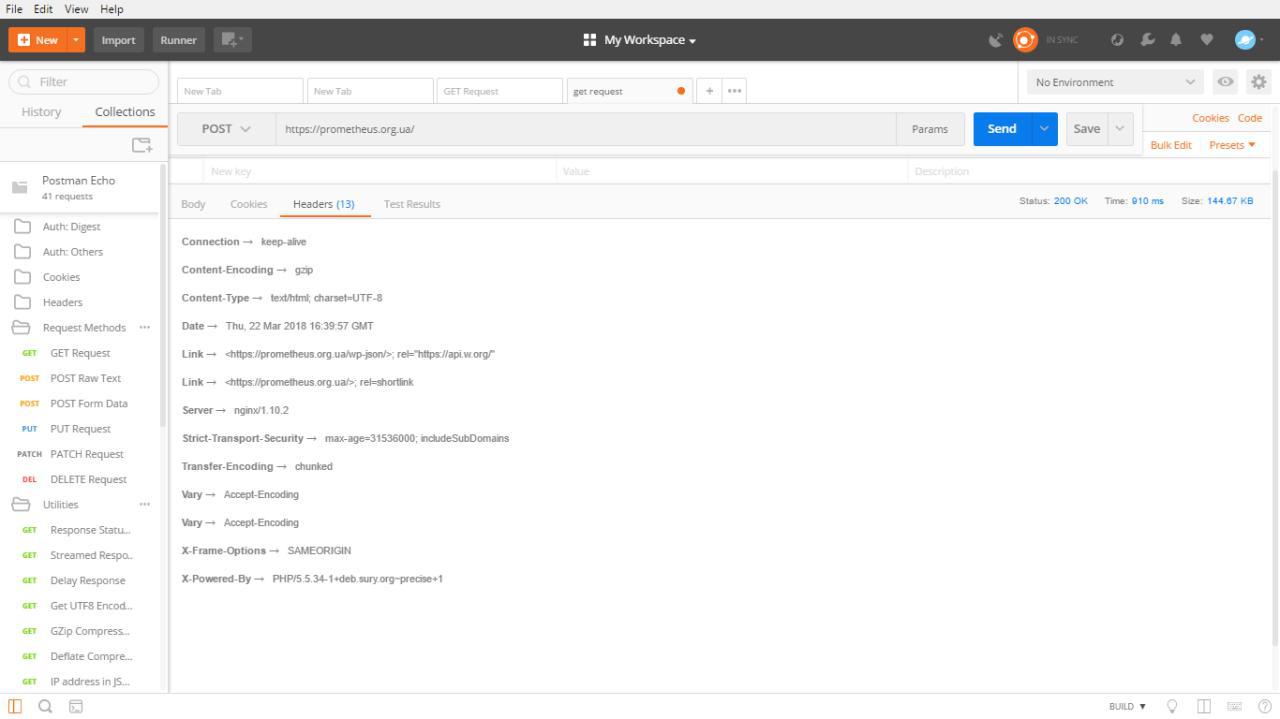 File Edit View Help
New Import Runner My Workspace IN SYNC
Filter
History Collections
Postman Echo
41 requests
Auth: Digest
Auth: Others
Cookies
Headers
Request Methods ...
GET GET Request
POST POST Raw Text
POST POST Form Data
PUT PUT Request
PATCH PATCH Request
DEL DELETE Request
Utilities ...
GET Response Statu...
GET Streamed Respo..
GET Delay Response
GET Get UTF8 Encod...
GET GZip Compress...
GET Deflate Compre...
GET IP address in JS...
New Tab New Tab GET Request get request + ...
No Environment
POST https://prometheus.org.ua/ Params Send Save
Cookies Code
New key Value Description
Bulk Edit Presets
Body Cookies Headers (13) Test Results
Status: 200 OK Time: 910 ms Size: 144.67 KB
Connection → keep-alive
Content-Encoding → gzip
Content-Type → text/html; charset=UTF-8
Date → Thu, 22 Mar 2018 16:39:57 GMT
Link → <https://prometheus.org.ua/wp-json/>; rel="https://api.w.org/"
Link → <https://prometheus.org.ua/>; rel=shortlink
Server → nginx/1.10.2
Strict-Transport-Security → max-age=31536000; includeSubDomains
Transfer-Encoding → chunked
Vary → Accept-Encoding
Vary → Accept-Encoding
X-Frame-Options → SAMEORIGIN
X-Powered-By → PHP/5.5.34-1+deb.sury.org~precise+1
BUILD